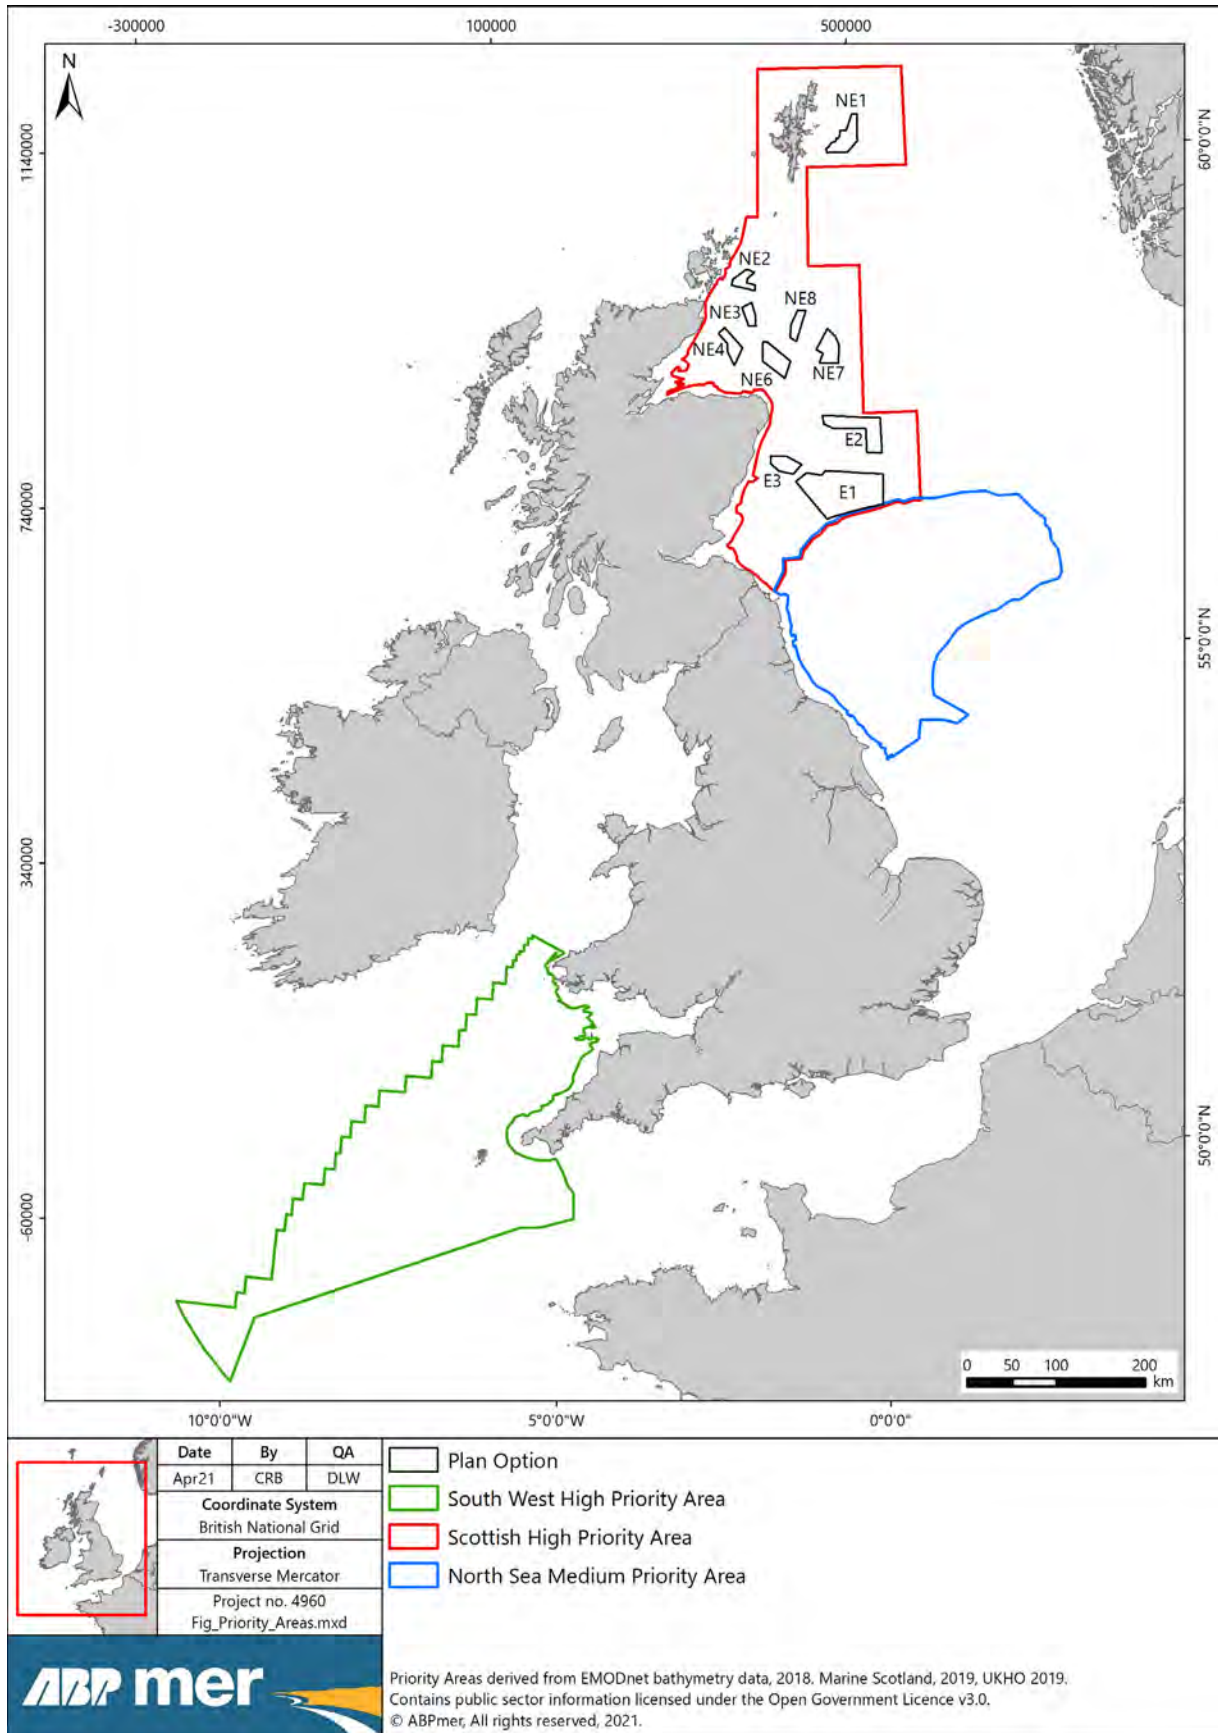 -300000 100000 500000
N
1140000
740000
340000
-60000
60°0'0"N
55°0'0"N
50°0'0"N
NE1
NE2
NE3
NE8
NE4
NE6
NE7
E2
E3
E1
0 50 100 200
km
10°0'0"W 5°0'0"W 0°0'0"
Date By QA
Apr21 CRB DLW
Coordinate System
British National Grid
Projection
Transverse Mercator
Project no. 4960
Fig_Priority_Areas.mxd
ABPmer
Plan Option
South West High Priority Area
Scottish High Priority Area
North Sea Medium Priority Area
Priority Areas derived from EMODnet bathymetry data, 2018. Marine Scotland, 2019, UKHO 2019.
Contains public sector information licensed under the Open Government Licence v3.0.
© ABPmer, All rights reserved, 2021.